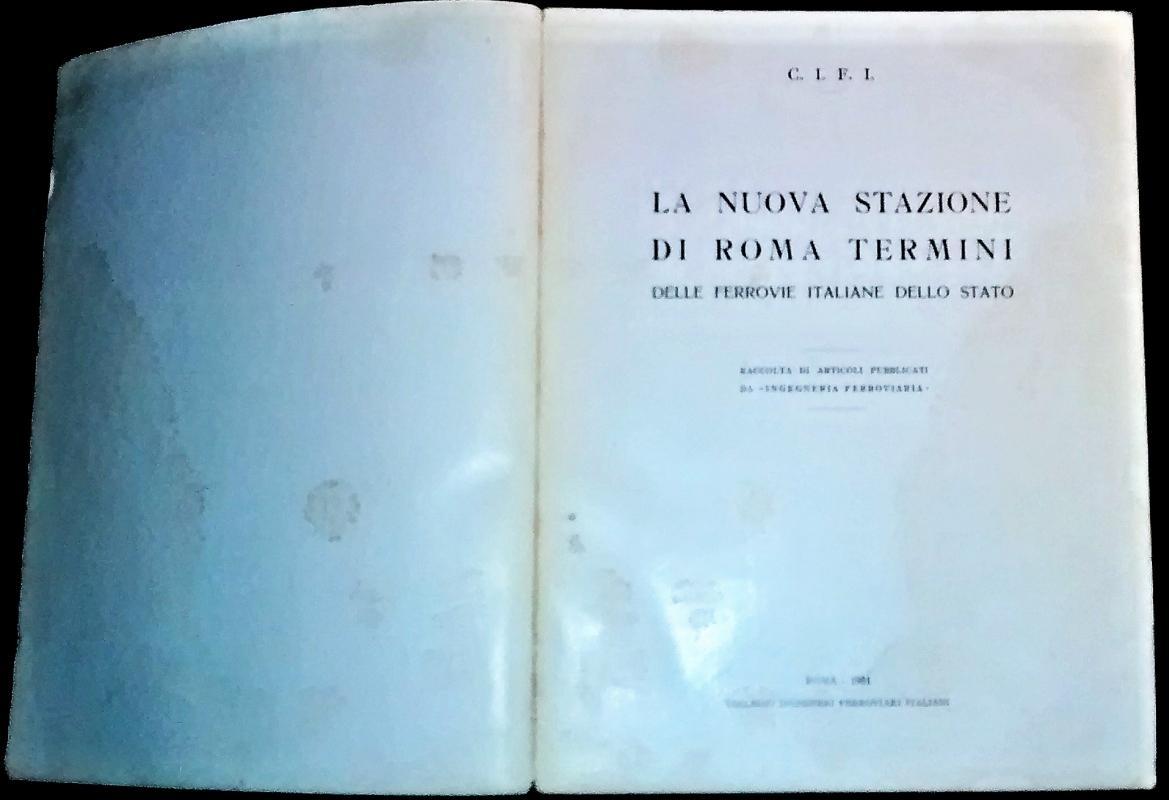 C. I. F. I.
LA NUOVA STAZIONE
DI ROMA TERMINI
DELLE FERROVIE ITALIANE DELLO STATO
RACCOLTA DI ARTICOLI PUBBLICATI
DA «INGEGNERIA FERROVIARIA»
ROMA -
COLLEGIO INGEGNERI FERROVIARI ITALIANI